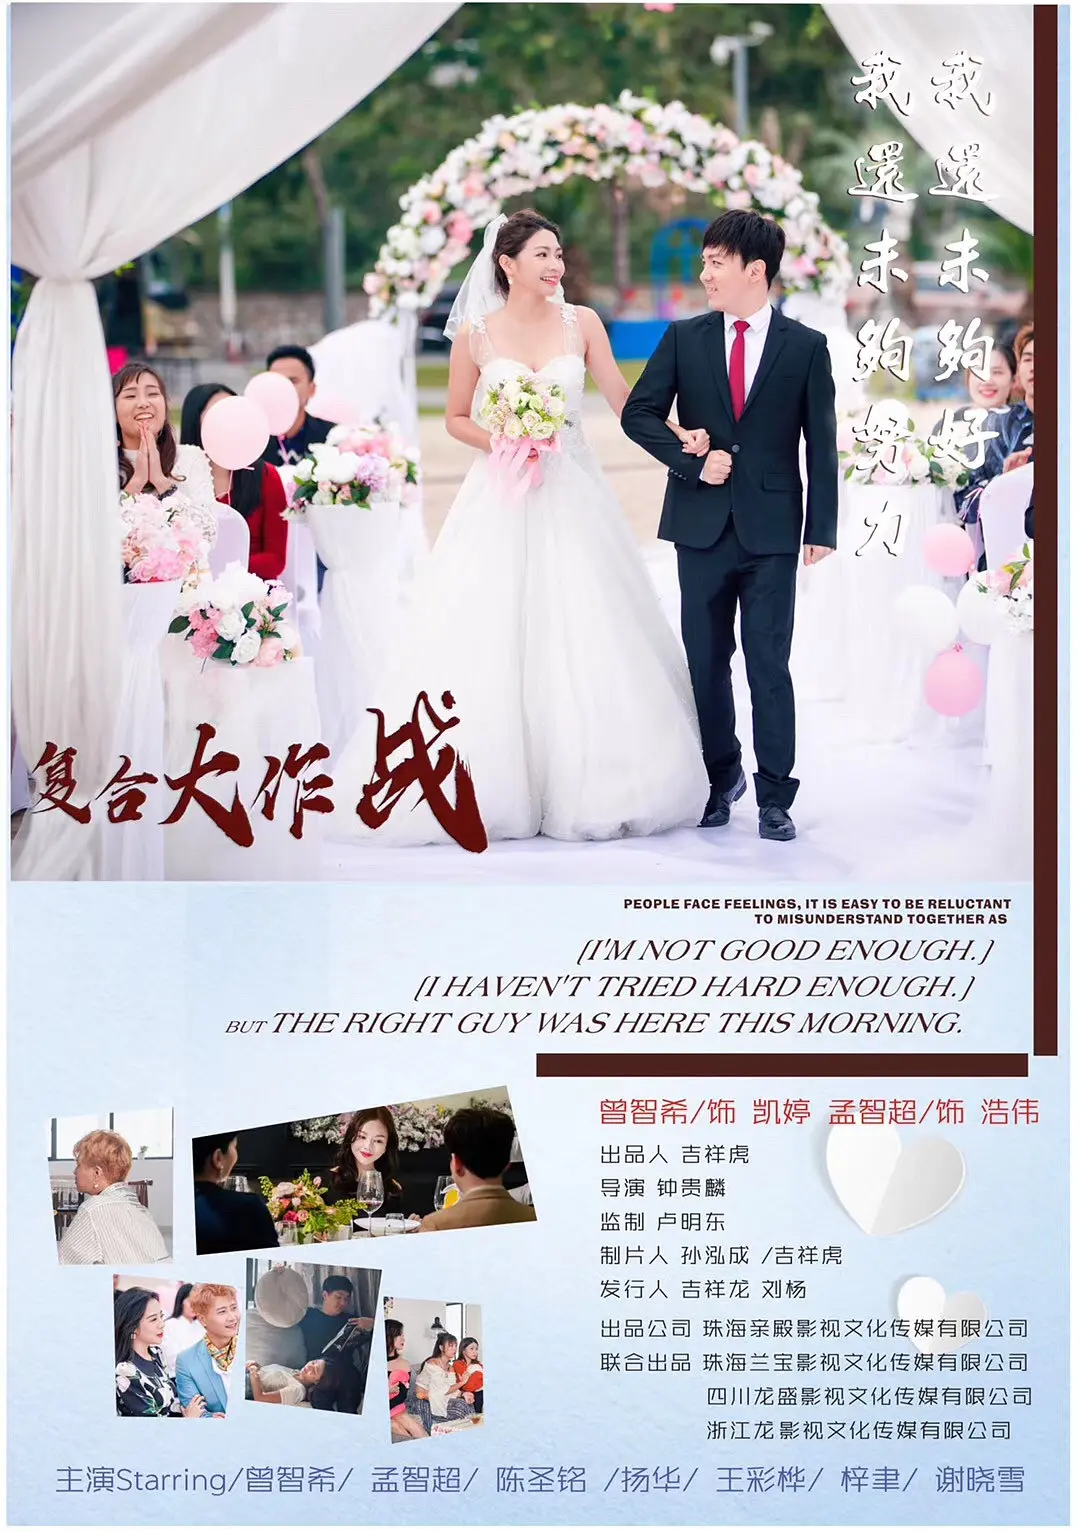 我還未夠好
我還未夠努力
复合大作战
PEOPLE FACE FEELINGS, IT IS EASY TO BE RELUCTANT
TO MISUNDERSTAND TOGETHER AS
(I'M NOT GOOD ENOUGH.)
(I HAVEN'T TRIED HARD ENOUGH.)
BUT THE RIGHT GUY WAS HERE THIS MORNING.
曾智希/饰 凯婷 孟智超/饰 浩伟
出品人 吉祥虎
导演 钟贵麟
监制 卢明东
制片人 孙泓成 /吉祥虎
发行人 吉祥龙 刘杨
出品公司 珠海亲殿影视文化传媒有限公司
联合出品 珠海兰宝影视文化传媒有限公司
四川龙盛影视文化传媒有限公司
浙江龙影视文化传媒有限公司
主演Starring/曾智希/ 孟智超/ 陈圣铭 /扬华/ 王彩桦/ 梓聿/ 谢晓雪